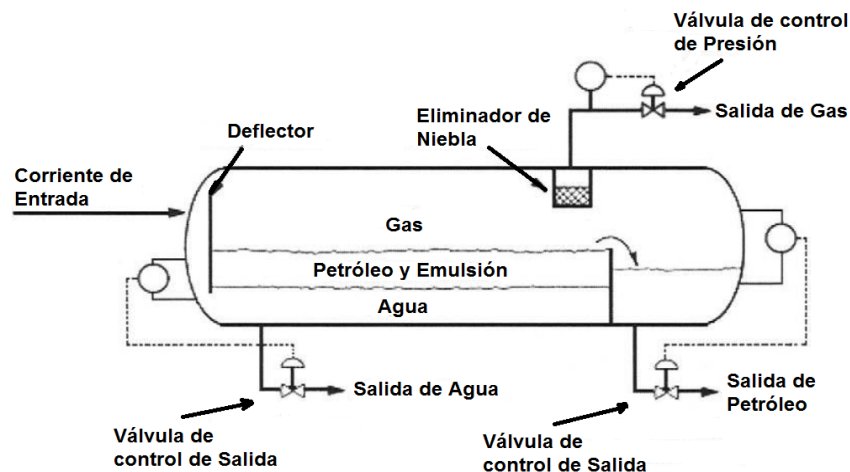 Válvula de control
de Presión
Salida de Gas
Eliminador de
Niebla
Deflector
Corriente de
Entrada
Gas
Petróleo y Emulsión
Agua
Salida de Agua
Salida de
Petróleo
Válvula de
control de Salida
Válvula de
control de Salida